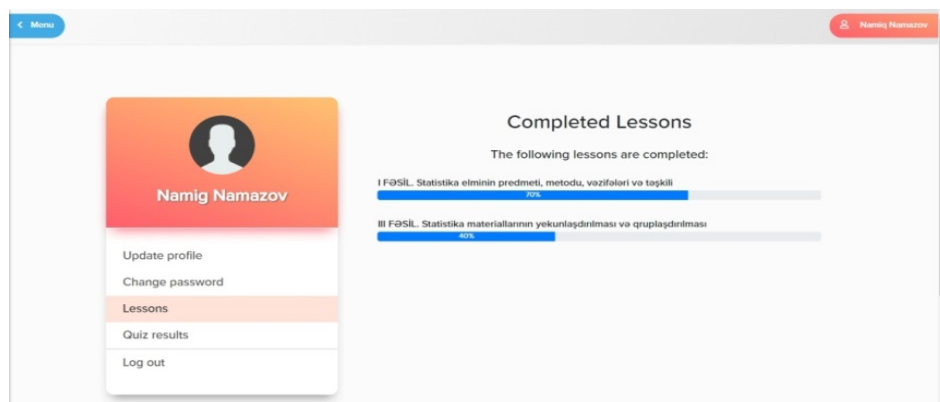 Menu
Namiq Namazov
Namig Namazov
Update profile
Change password
Lessons
Quiz results
Log out
Completed Lessons
The following lessons are completed:
I FƏSİL. Statistika elminin predmeti, metodu, vəzifələri və təşkili
70%
III FƏSİL. Statistika materiallarının yekunlaşdırılması və qruplaşdırılması
40%